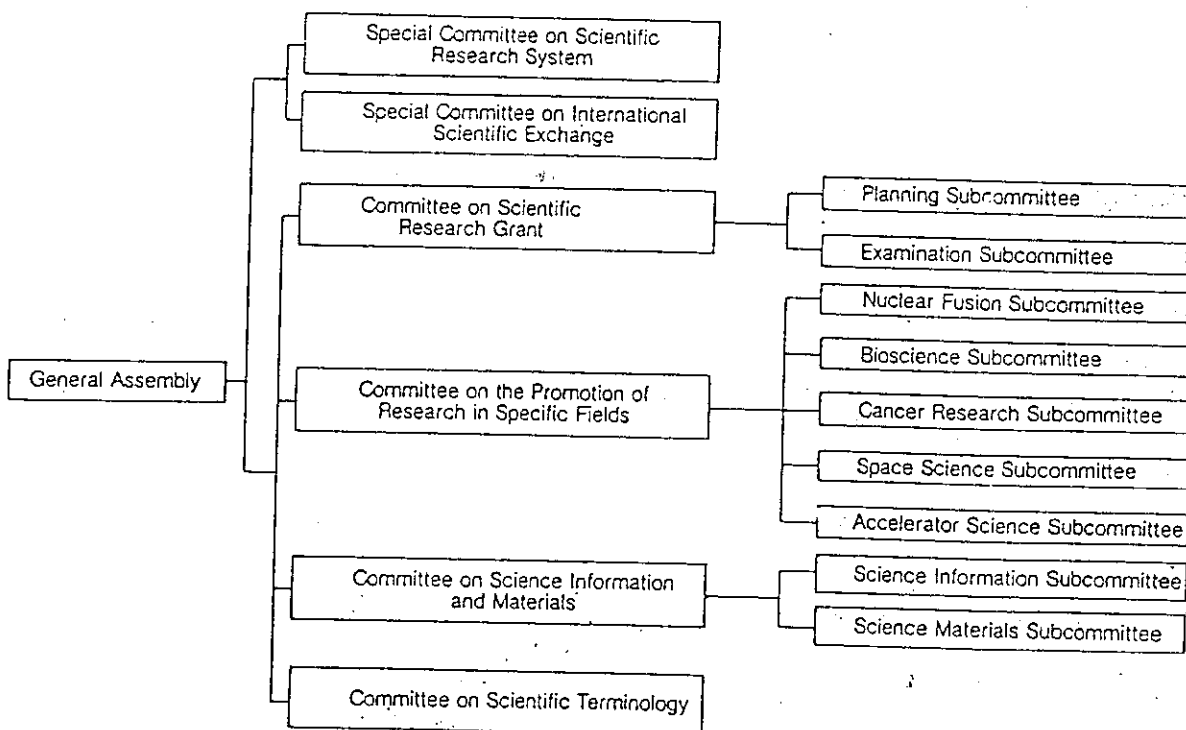 Special Committee on Scientific
Research System
Special Committee on International
Scientific Exchange
Committee on Scientific
Research Grant
Planning Subcommittee
Examination Subcommittee
General Assembly
Committee on the Promotion of
Research in Specific Fields
Nuclear Fusion Subcommittee
Bioscience Subcommittee
Cancer Research Subcommittee
Space Science Subcommittee
Accelerator Science Subcommittee
Committee on Science Information
and Materials
Science Information Subcommittee
Science Materials Subcommittee
Committee on Scientific Terminology